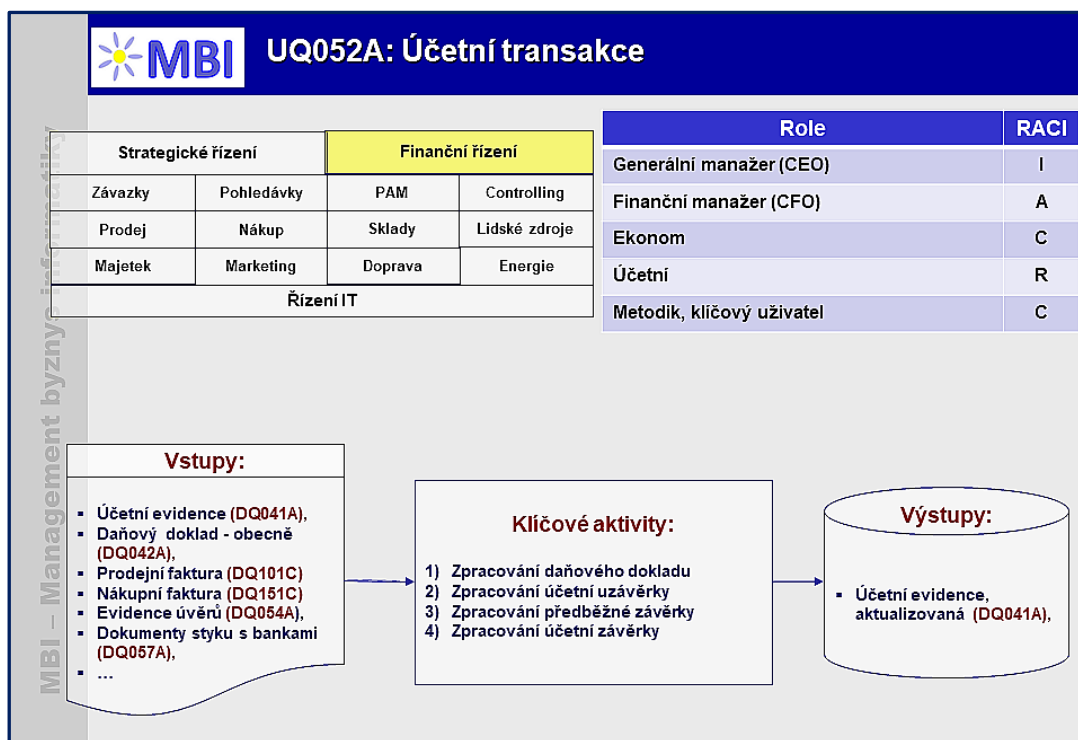 MBI
UQ052A: Účetní transakce
MBI – Management byznys informatiky
Strategické řízení
Finanční řízení
Závazky
Pohledávky
PAM
Controlling
Prodej
Nákup
Sklady
Lidské zdroje
Majetek
Marketing
Doprava
Energie
Řízení IT
Role RACI
Generální manažer (CEO) I
Finanční manažer (CFO) A
Ekonom C
Účetní R
Metodik, klíčový uživatel C
Vstupy:
▪ Účetní evidence (DQ041A),
▪ Daňový doklad - obecně
(DQ042A),
▪ Prodejní faktura (DQ101C)
▪ Nákupní faktura (DQ151C)
▪ Evidence úvěrů (DQ054A),
▪ Dokumenty styku s bankami
(DQ057A),
▪ ...
Klíčové aktivity:
1) Zpracování daňového dokladu
2) Zpracování účetní uzávěrky
3) Zpracování předběžné závěrky
4) Zpracování účetní závěrky
Výstupy:
▪ Účetní evidence,
aktualizovaná (DQ041A),